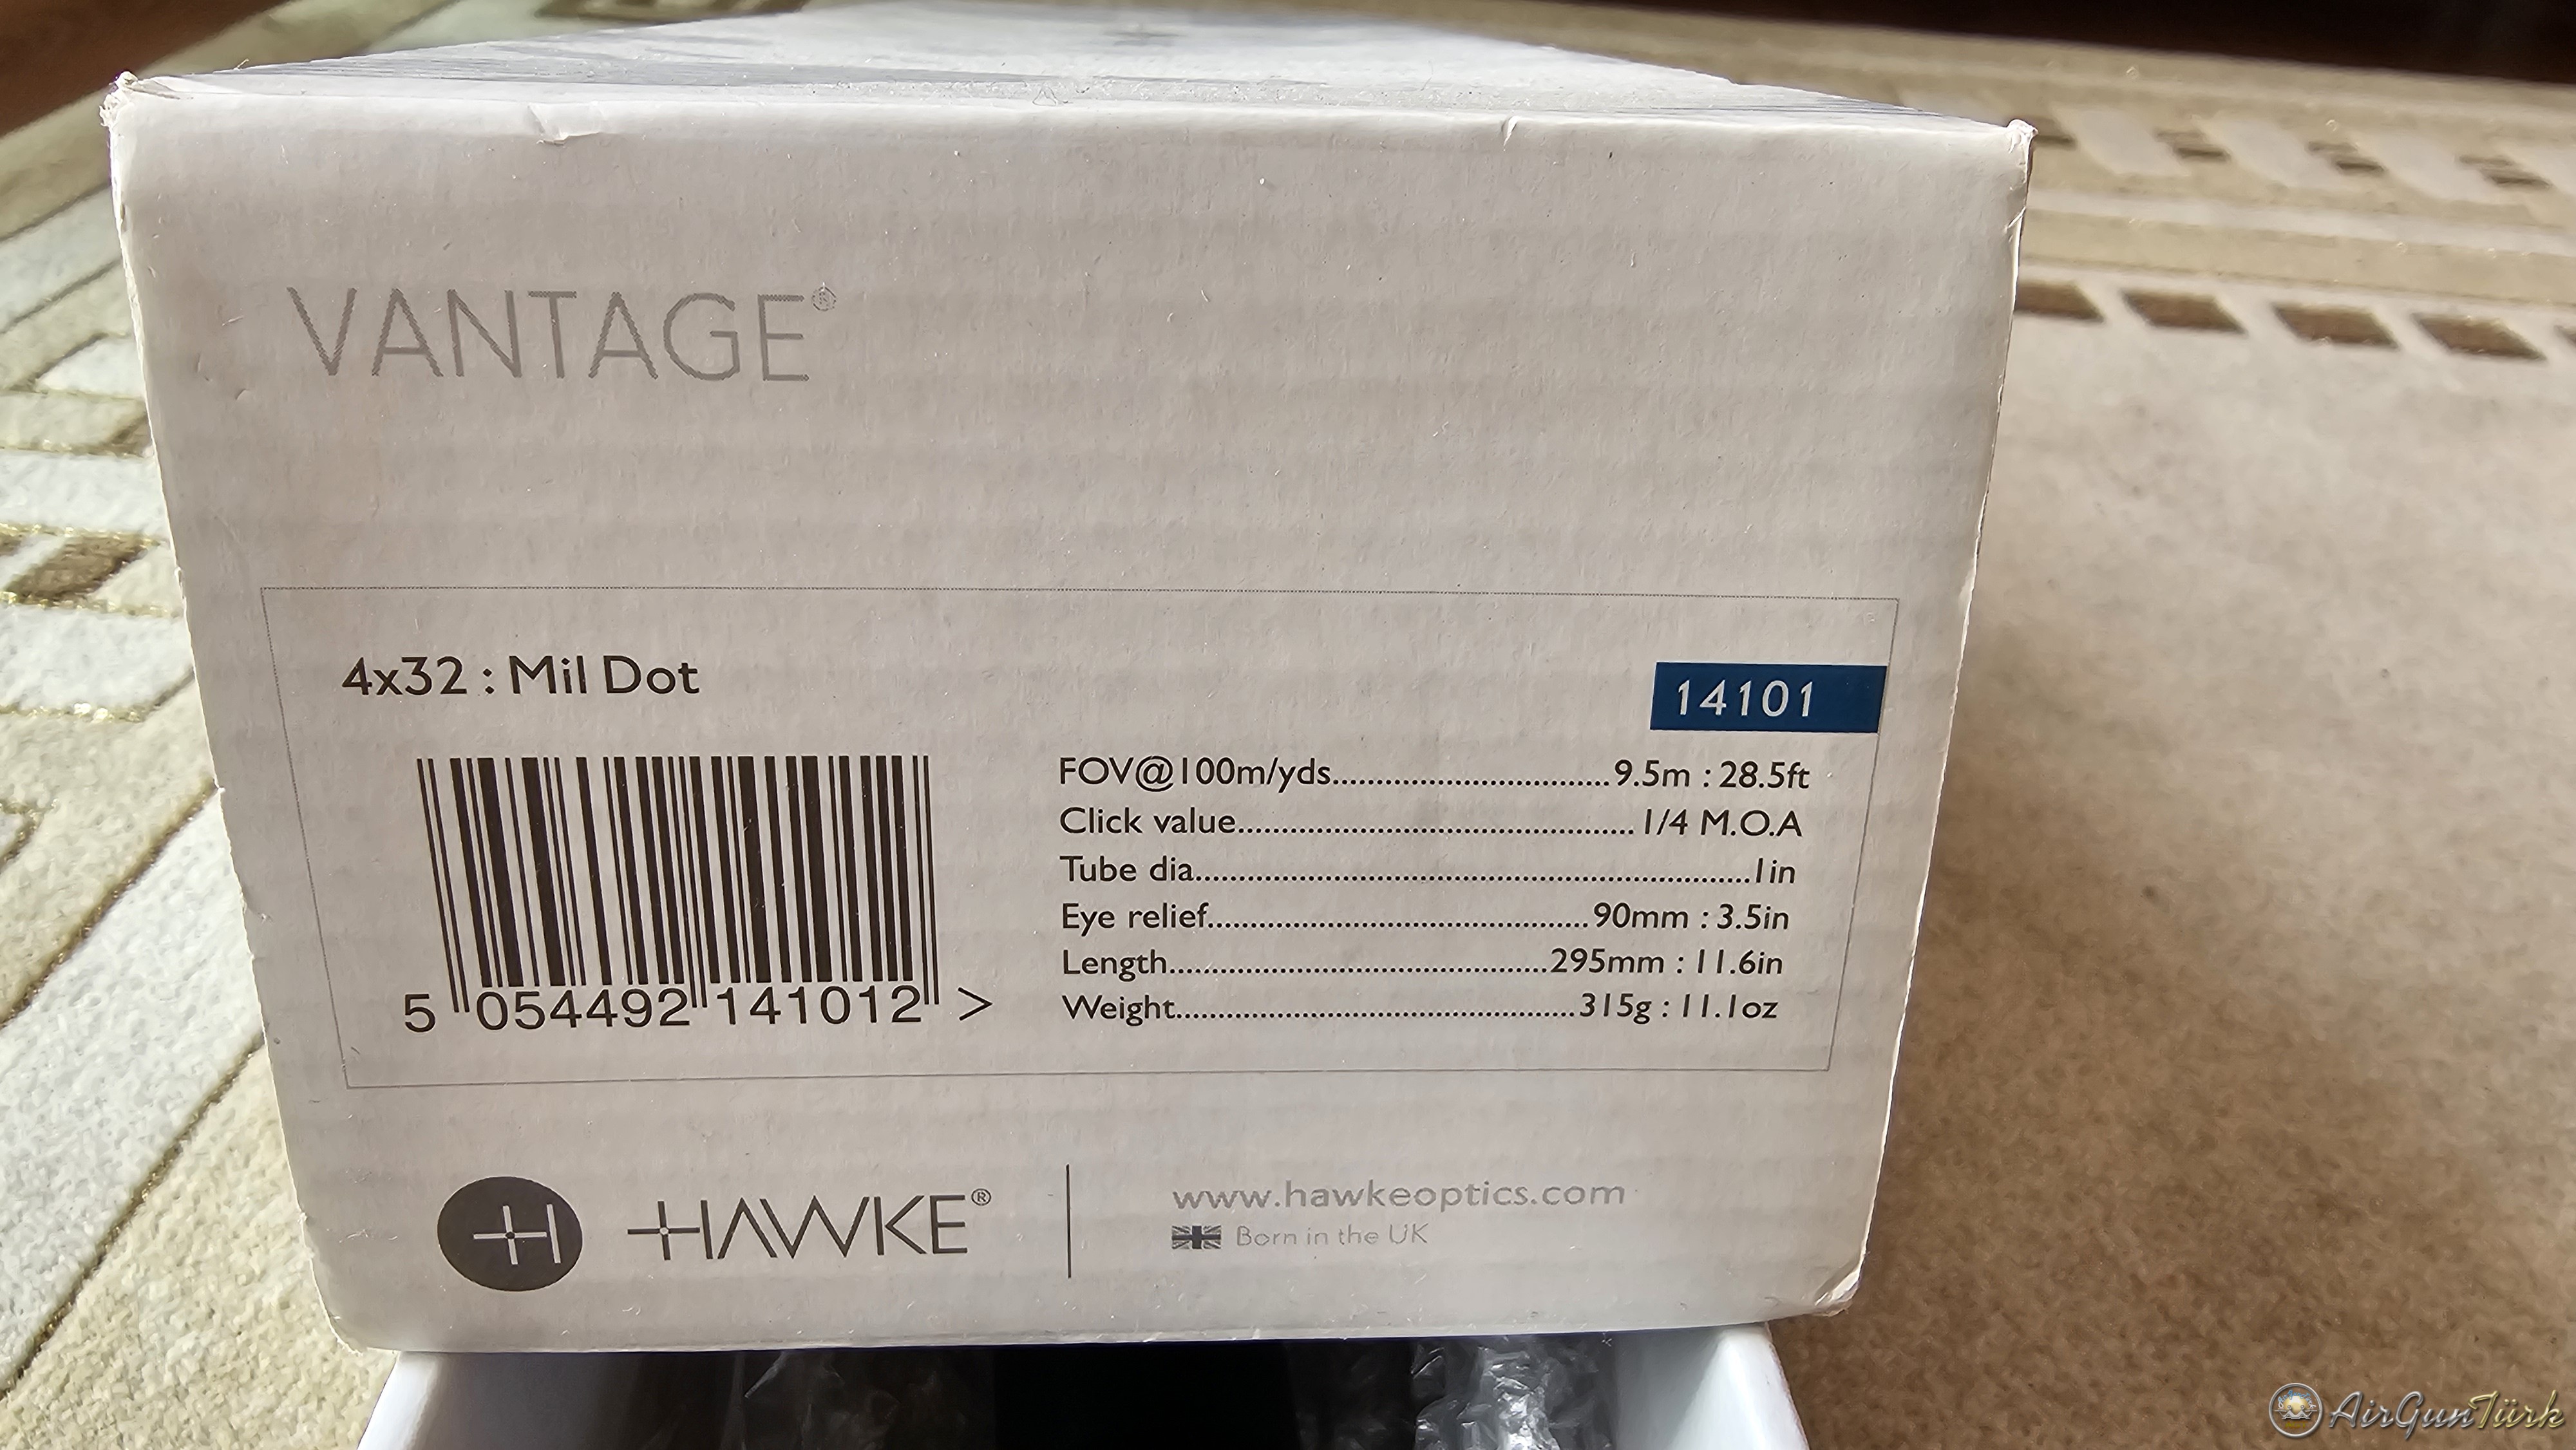 VANTAGE®
4x32 : Mil Dot
14101
FOV@100m/yds..............................9.5m : 28.5ft
Click value............................................1/4 M.O.A
Tube dia..............................................................1in
Eye relief..........................................90mm : 3.5in
Length..........................................295mm : 11.6in
Weight............................................315g : 11.1oz
5 054492 141012 >
HAWKE®
www.hawkeoptics.com
Born in the UK
AirGunTürk